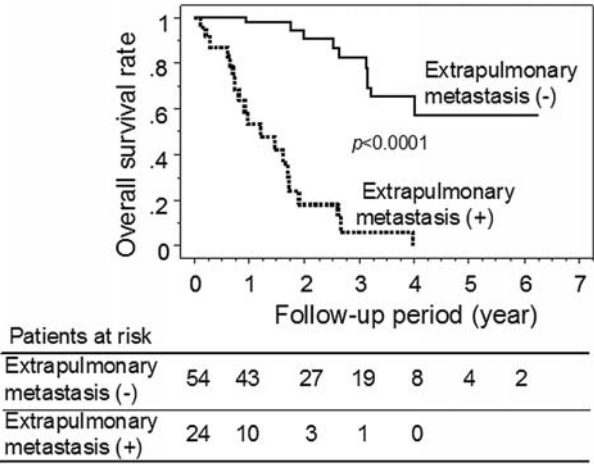 Overall survival rate
1
.8
.6
.4
.2
0
Extrapulmonary
metastasis (-)
p<0.0001
Extrapulmonary
metastasis (+)
0 1 2 3 4 5 6 7
Follow-up period (year)
Patients at risk
Extrapulmonary
metastasis (-) 54 43 27 19 8 4 2
Extrapulmonary
metastasis (+) 24 10 3 1 0